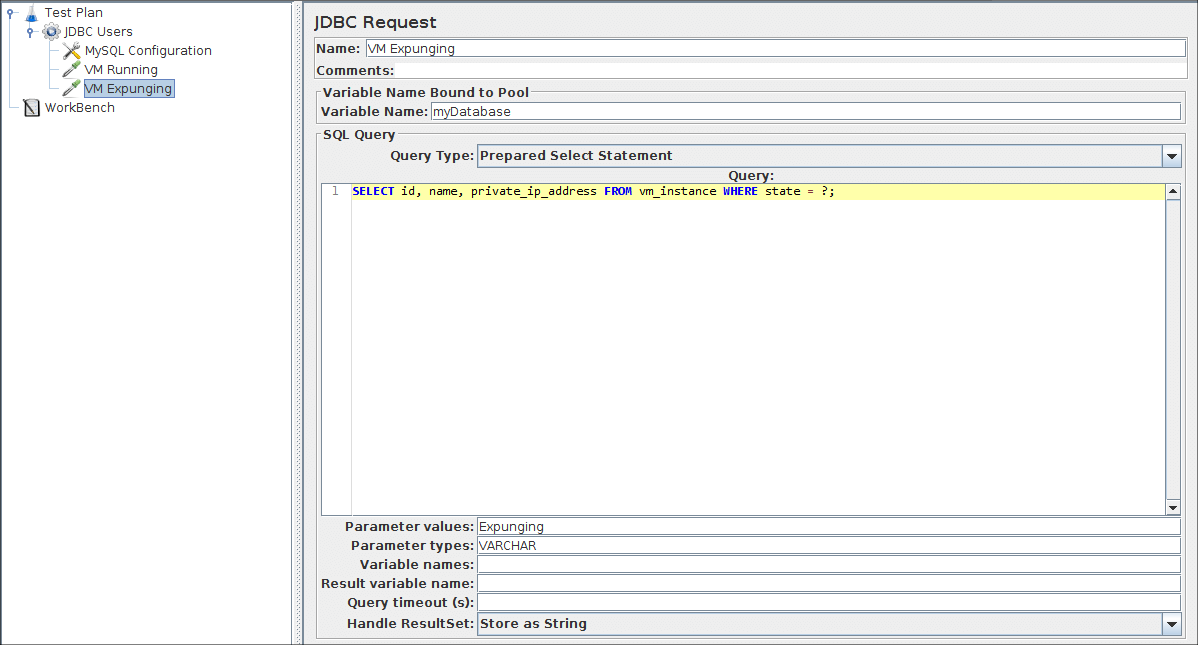 Test Plan
JDBC Users
MySQL Configuration
VM Running
VM Expunging
WorkBench
JDBC Request
Name: VM Expunging
Comments:
Variable Name Bound to Pool
Variable Name: myDatabase
SQL Query
Query Type: Prepared Select Statement
Query:
1 SELECT id, name, private_ip_address FROM vm_instance WHERE state = ?;
Parameter values: Expunging
Parameter types: VARCHAR
Variable names:
Result variable name:
Query timeout (s):
Handle ResultSet: Store as String